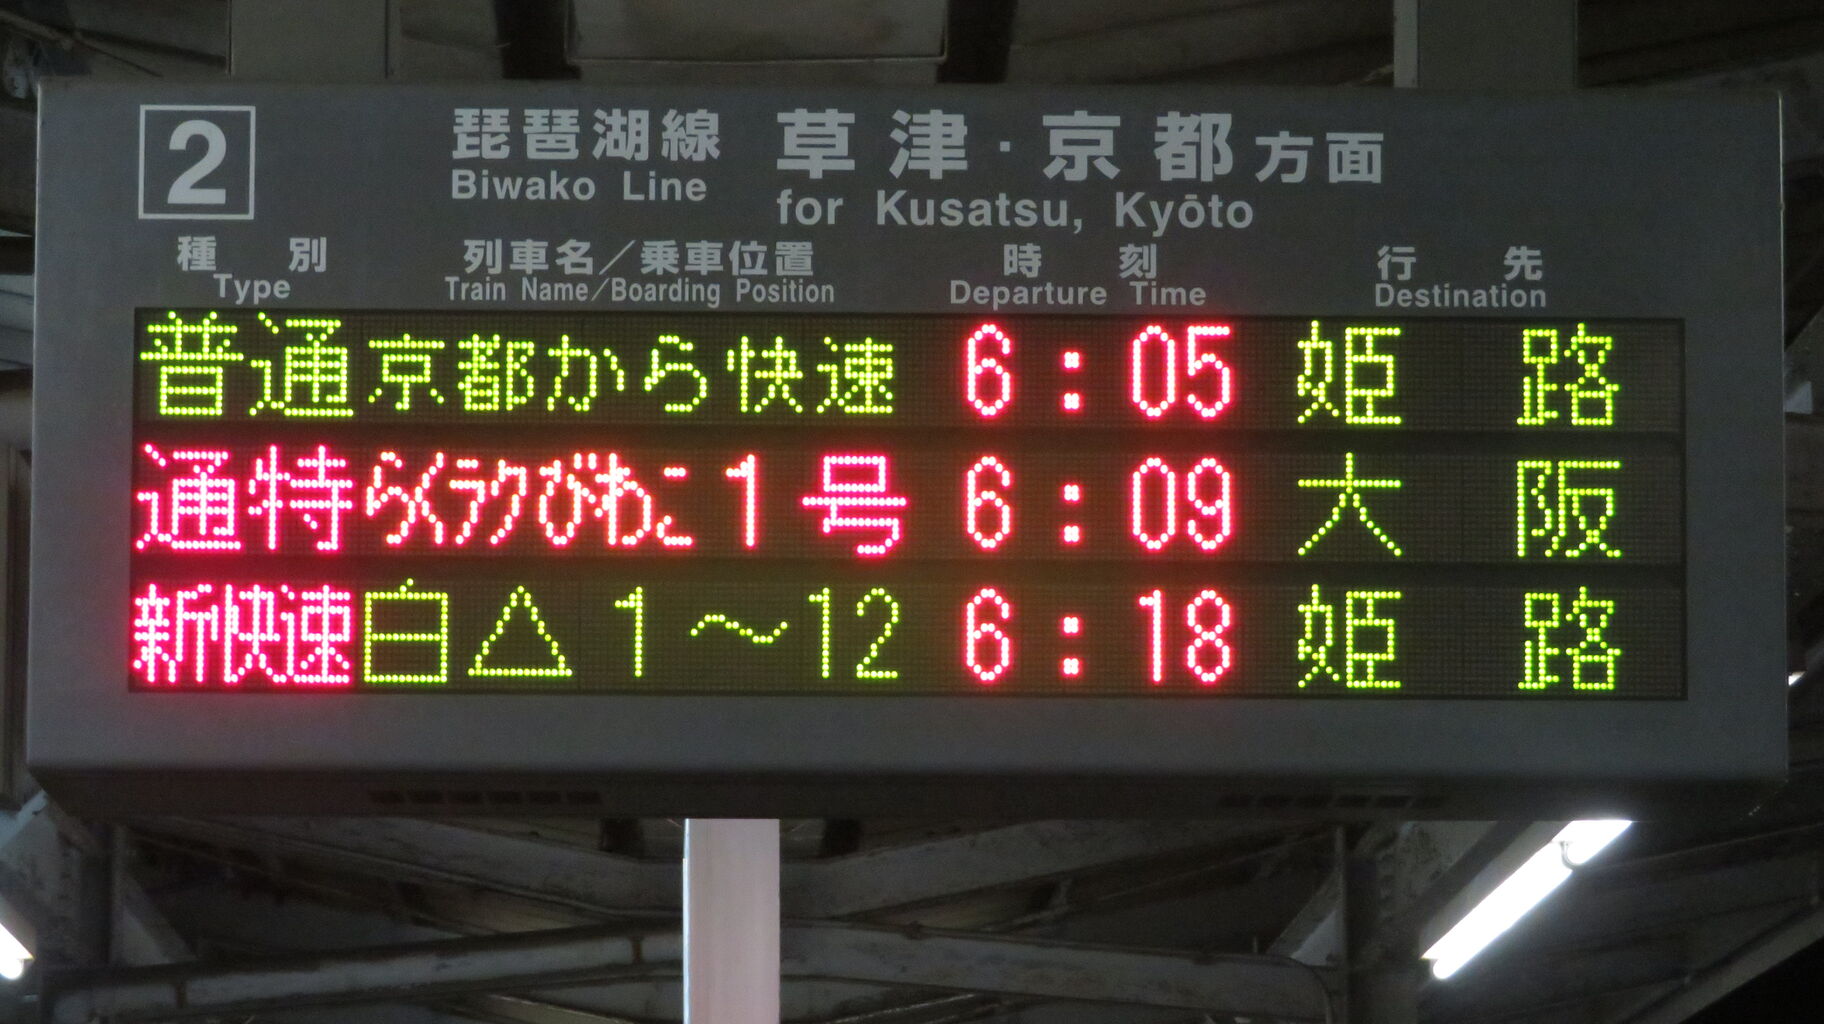 2 琵琶湖線 草津・京都方面
Biwako Line for Kusatsu, Kyōto
種別 列車名／乗車位置 時刻 行先
Type Train Name／Boarding Position Departure Time Destination
普通 京都から快速 6:05 姫路
通特 らくラクびわこ 1号 6:09 大阪
新快速 白△1～12 6:18 姫路